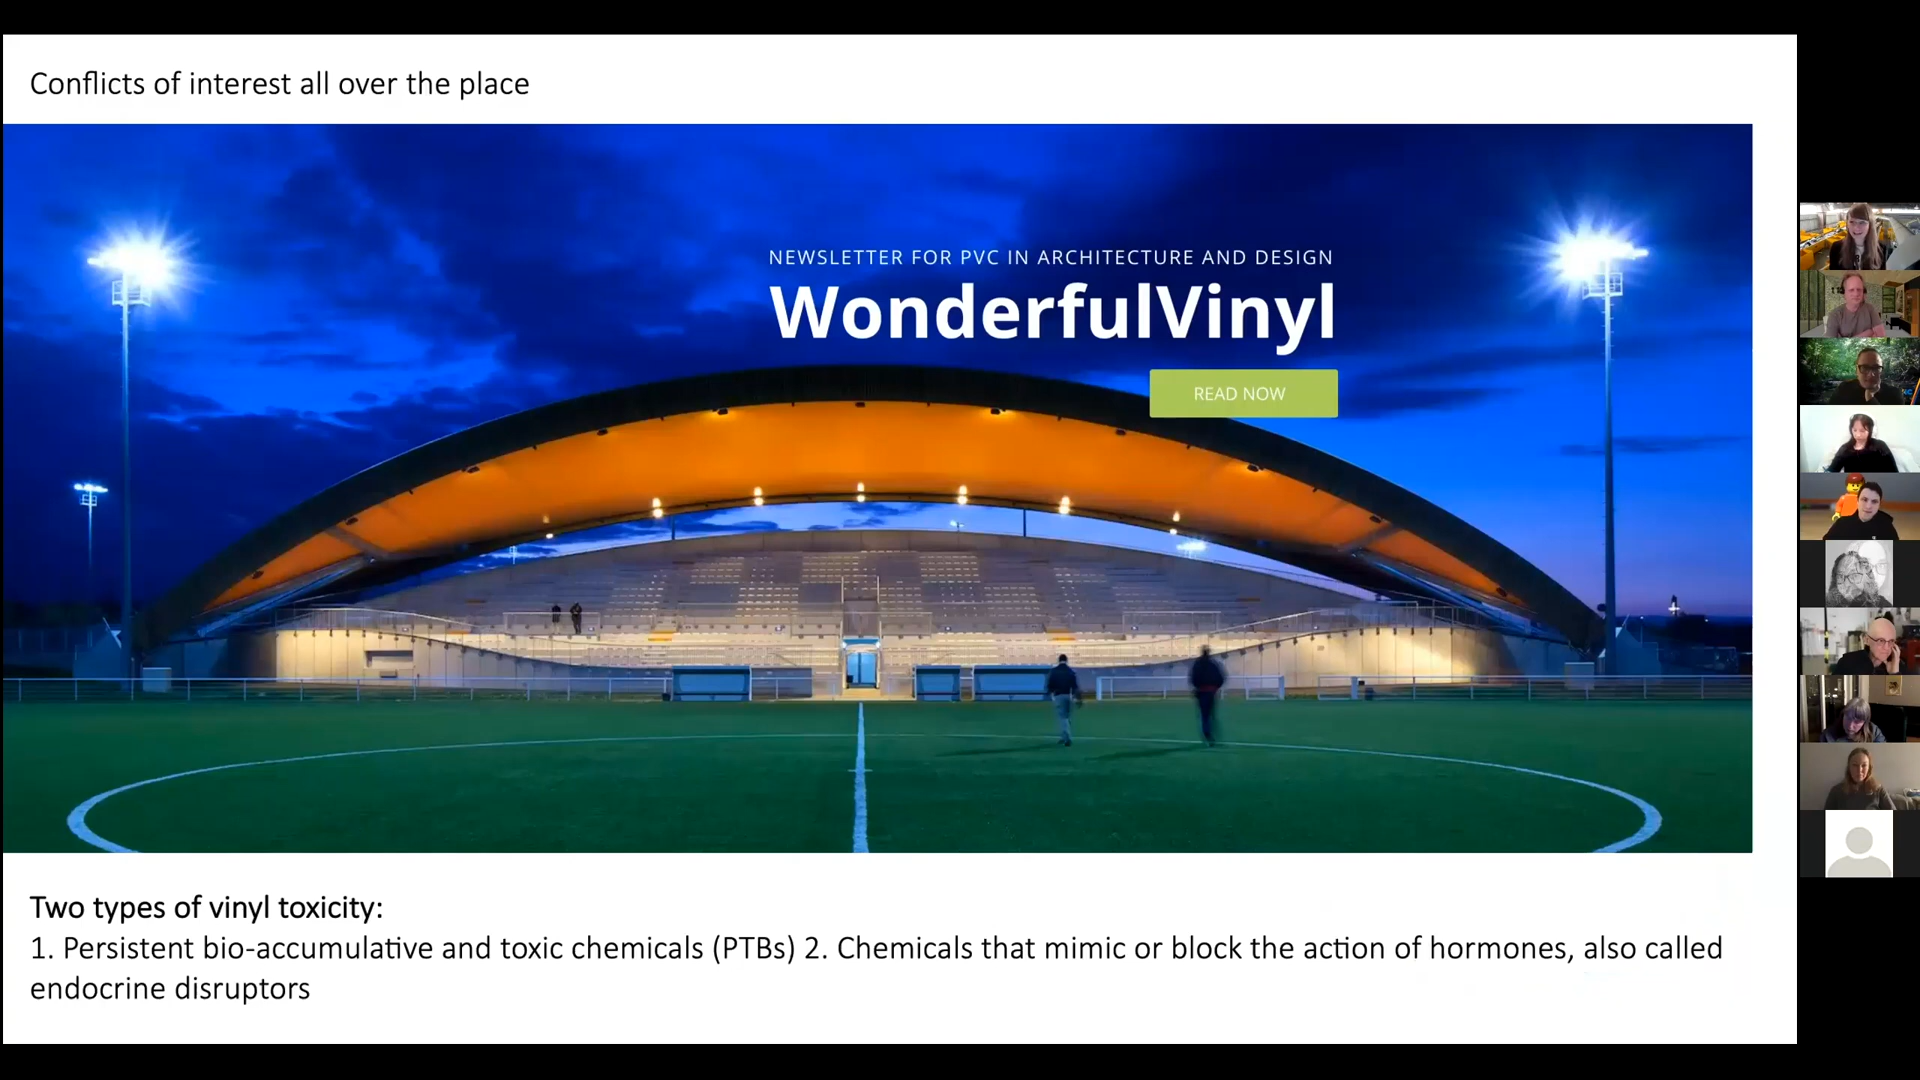 Conflicts of interest all over the place
NEWSLETTER FOR PVC IN ARCHITECTURE AND DESIGN
WonderfulVinyl
READ NOW
Two types of vinyl toxicity:
1. Persistent bio-accumulative and toxic chemicals (PTBs) 2. Chemicals that mimic or block the action of hormones, also called
endocrine disruptors